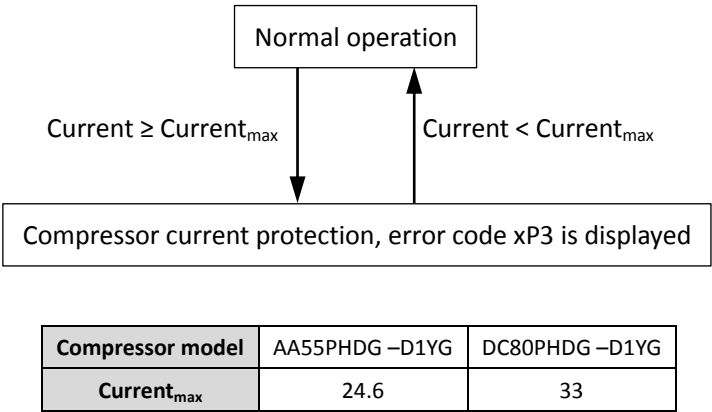 Normal operation
Current ≥ Currentmax
Current < Currentmax
Compressor current protection, error code xP3 is displayed
Compressor model AA55PHDG –D1YG DC80PHDG –D1YG
Currentmax 24.6 33